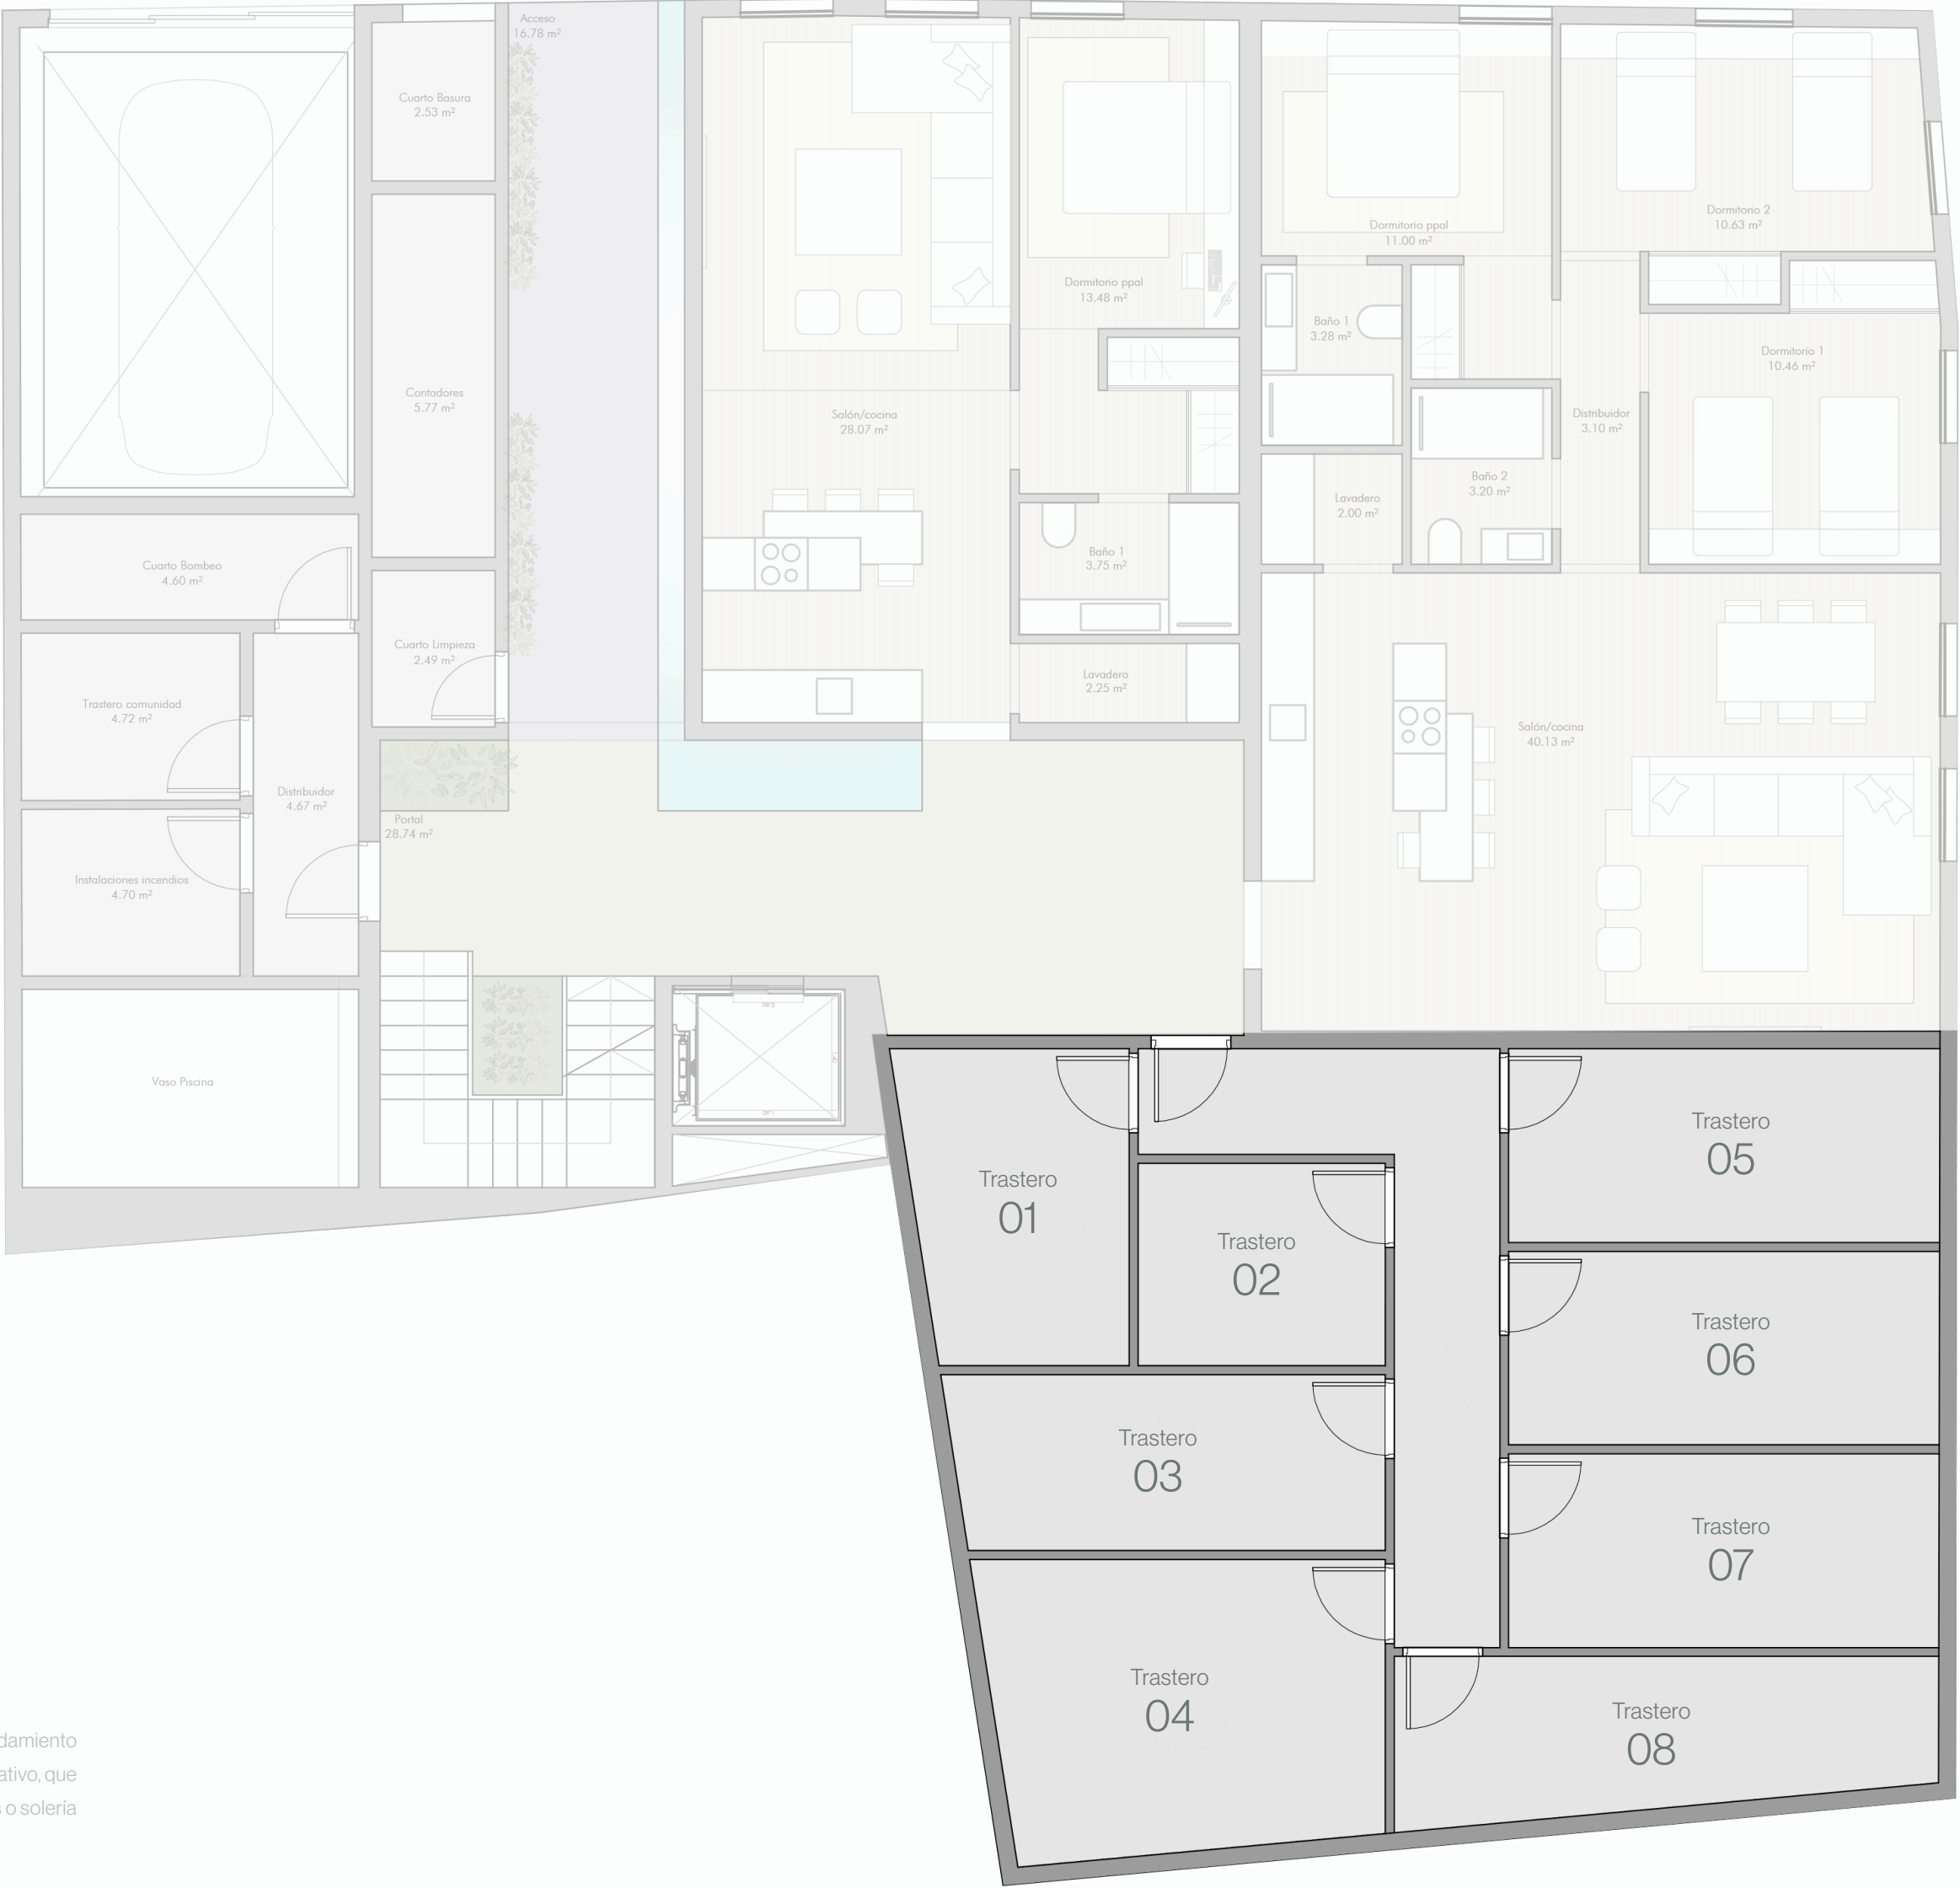 Acceso
16.78 m²
Cuarto Basura
2.53 m²
Contadores
5.77 m²
Cuarto Bombeo
4.60 m²
Cuarto Limpieza
2.49 m²
Trastero comunidad
4.72 m²
Distribuidor
4.67 m²
Instalaciones incendios
4.70 m²
Vaso Piscina
Portal
28.74 m²
Salón/cocina
28.07 m²
Dormitorio ppal
13.48 m²
Baño 1
3.75 m²
Lavadero
2.25 m²
Dormitorio ppal
11.00 m²
Dormitorio 2
10.63 m²
Baño 1
3.28 m²
Dormitorio 1
10.46 m²
Distribuidor
3.10 m²
Baño 2
3.20 m²
Lavadero
2.00 m²
Salón/cocina
40.13 m²
Trastero
01
Trastero
02
Trastero
03
Trastero
04
Trastero
05
Trastero
06
Trastero
07
Trastero
08
damiento
ativo, que
s o solería